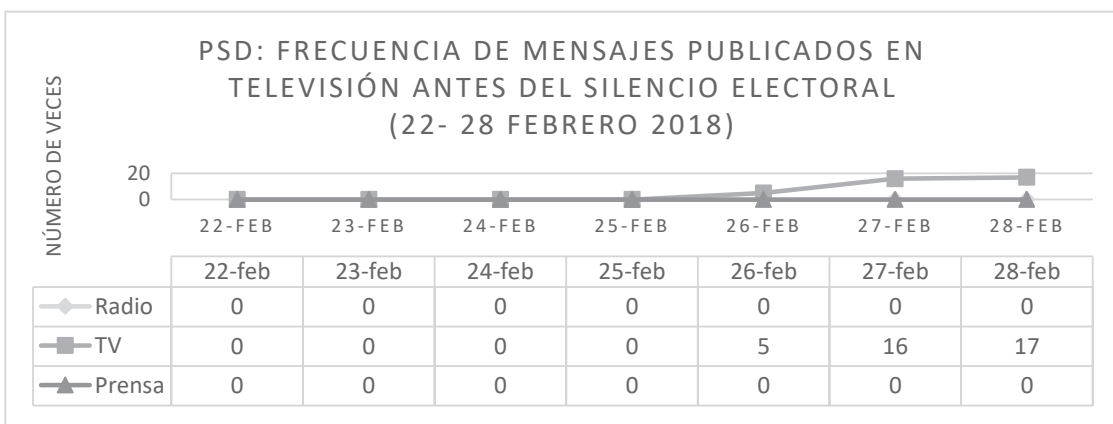 PSD: FRECUENCIA DE MENSAJES PUBLICADOS EN
TELEVISIÓN ANTES DEL SILENCIO ELECTORAL
(22- 28 FEBRERO 2018)
NÚMERO DE VECES
20
0
22-FEB 23-FEB 24-FEB 25-FEB 26-FEB 27-FEB 28-FEB
22-feb 23-feb 24-feb 25-feb 26-feb 27-feb 28-feb
Radio 0 0 0 0 0 0 0
TV 0 0 0 0 5 16 17
Prensa 0 0 0 0 0 0 0